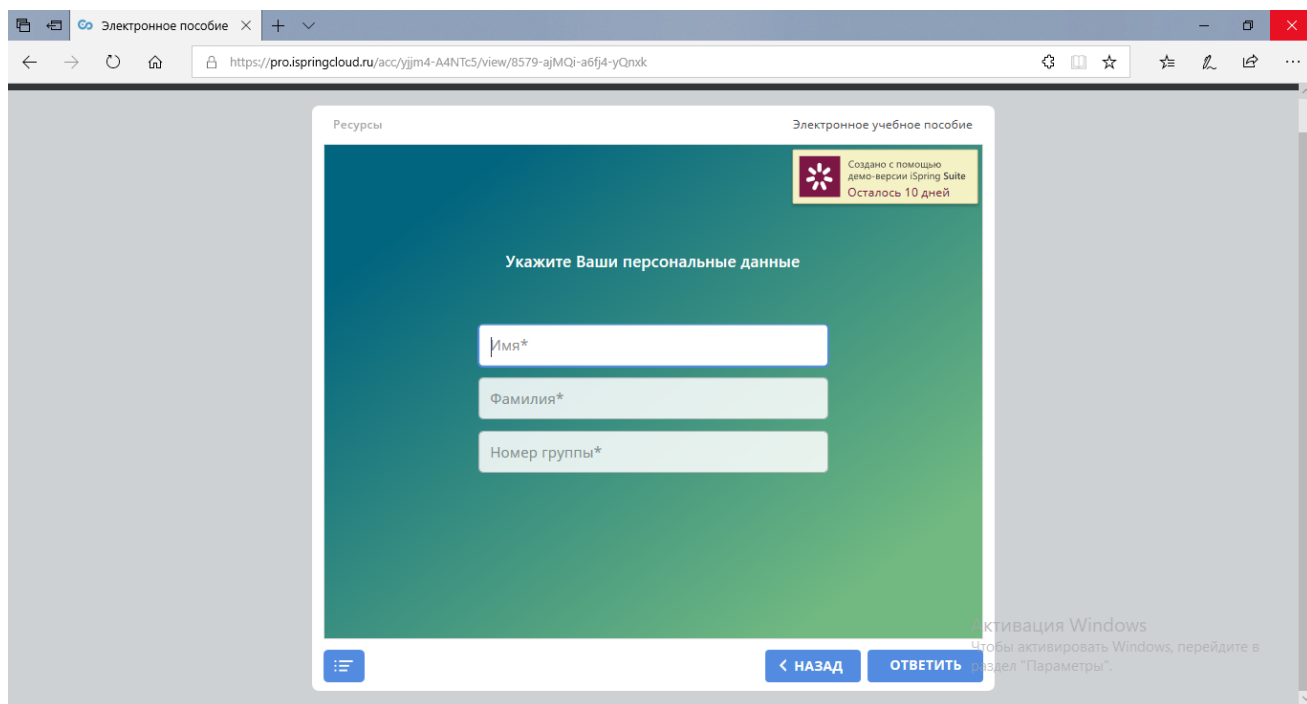 Электронное пособие
https://pro.ispringcloud.ru/acc/yjjm4-A4NTc5/view/8579-ajMQi-a6fj4-yQnxk
Ресурсы
Электронное учебное пособие
Создано с помощью
демо-версии iSpring Suite
Осталось 10 дней
Укажите Ваши персональные данные
Имя*
Фамилия*
Номер группы*
Активация Windows
Чтобы активировать Windows, перейдите в
раздел "Параметры".
НАЗАД
ОТВЕТИТЬ